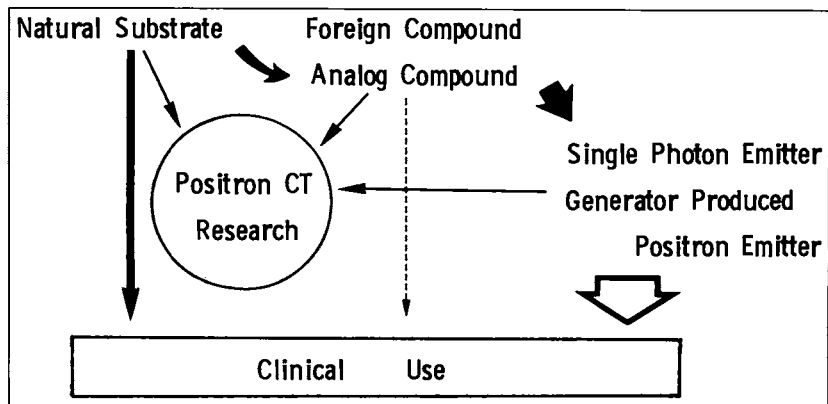 Natural Substrate
Foreign Compound
Analog Compound
Single Photon Emitter
Positron CT
Research
Generator Produced
Positron Emitter
Clinical Use